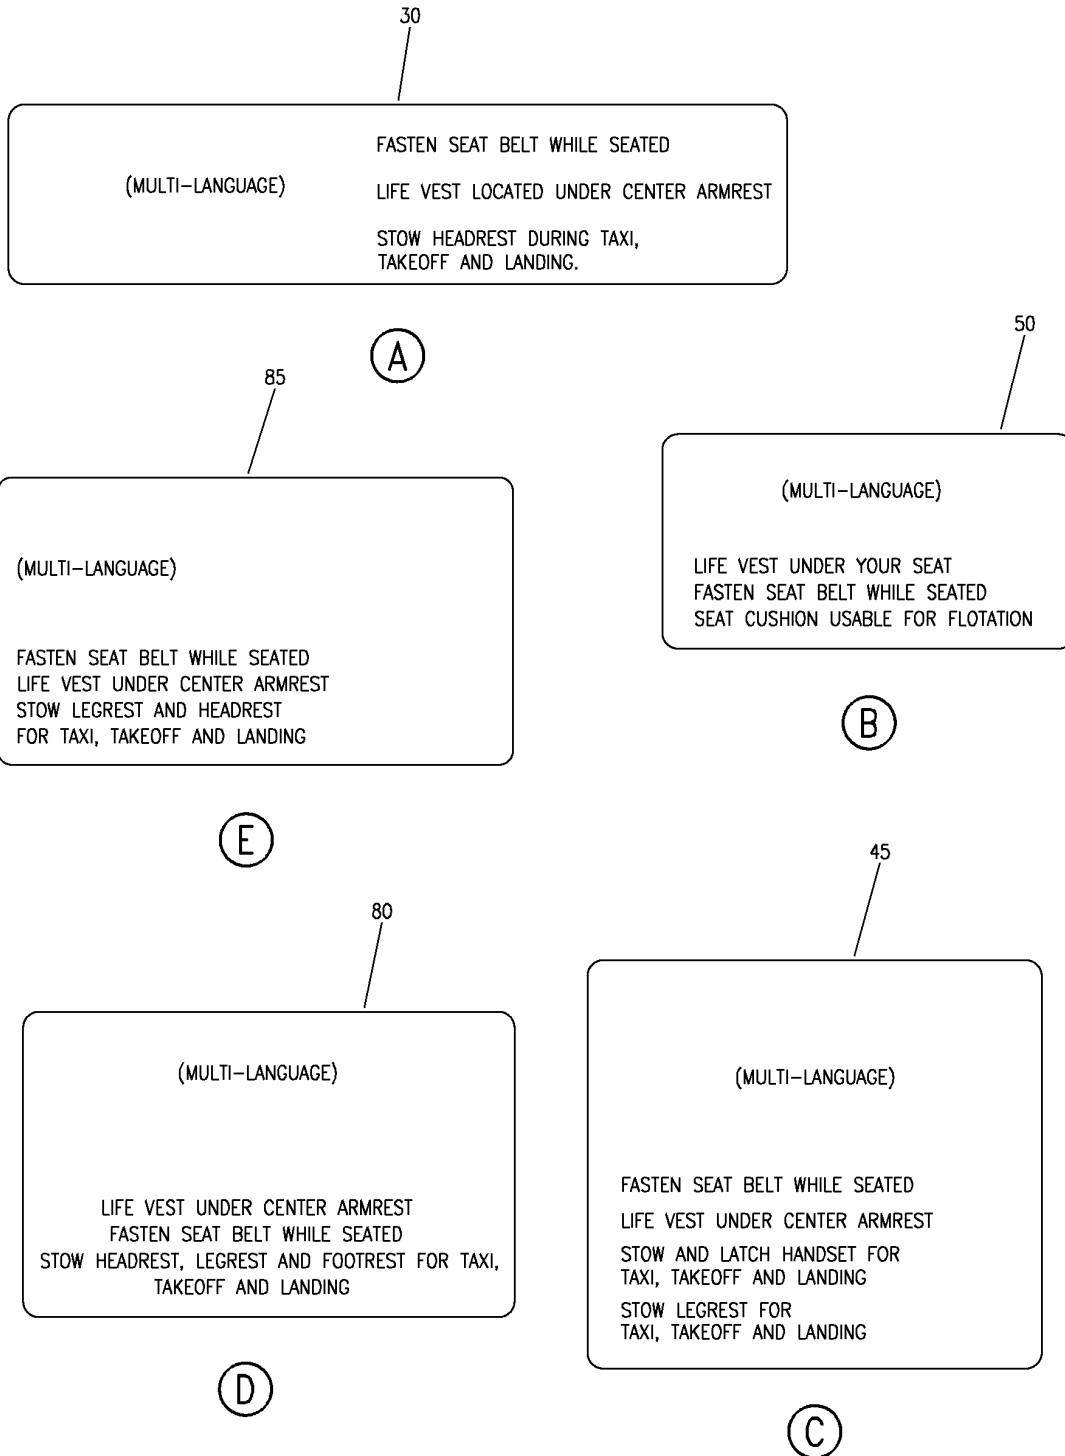 30
(MULTI-LANGUAGE)
FASTEN SEAT BELT WHILE SEATED
LIFE VEST LOCATED UNDER CENTER ARMREST
STOW HEADREST DURING TAXI,
TAKEOFF AND LANDING.
A
50
(MULTI-LANGUAGE)
LIFE VEST UNDER YOUR SEAT
FASTEN SEAT BELT WHILE SEATED
SEAT CUSHION USABLE FOR FLOTATION
B
85
(MULTI-LANGUAGE)
FASTEN SEAT BELT WHILE SEATED
LIFE VEST UNDER CENTER ARMREST
STOW LEGREST AND HEADREST
FOR TAXI, TAKEOFF AND LANDING
E
80
(MULTI-LANGUAGE)
LIFE VEST UNDER CENTER ARMREST
FASTEN SEAT BELT WHILE SEATED
STOW HEADREST, LEGREST AND FOOTREST FOR TAXI,
TAKEOFF AND LANDING
D
45
(MULTI-LANGUAGE)
FASTEN SEAT BELT WHILE SEATED
LIFE VEST UNDER CENTER ARMREST
STOW AND LATCH HANDSET FOR
TAXI, TAKEOFF AND LANDING
STOW LEGREST FOR
TAXI, TAKEOFF AND LANDING
C